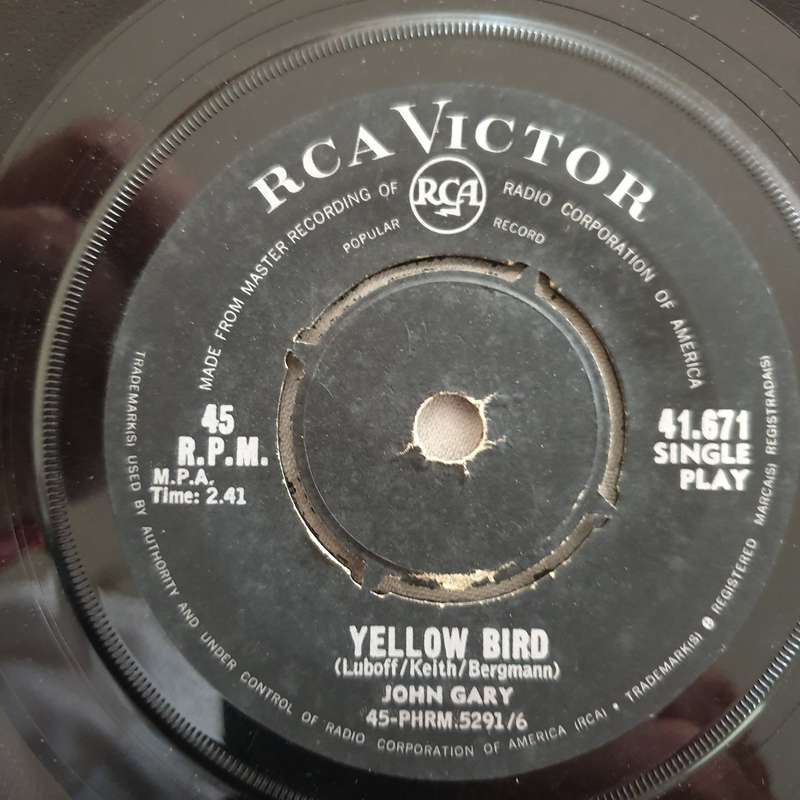 RCA VICTOR
RCA
MADE FROM MASTER RECORDING OF RADIO CORPORATION OF AMERICA
POPULAR RECORD
45
R.P.M.
M.P.A.
Time: 2.41
41.671
SINGLE
PLAY
YELLOW BIRD
(Luboff/Keith/Bergmann)
JOHN GARY
45-PHRM.5291/6
TRADEMARK(S) USED BY AUTHORITY AND UNDER CONTROL OF RADIO CORPORATION OF AMERICA (RCA) • TRADEMARK(S) ® REGISTERED MARCA(S) REGISTRADA(S)